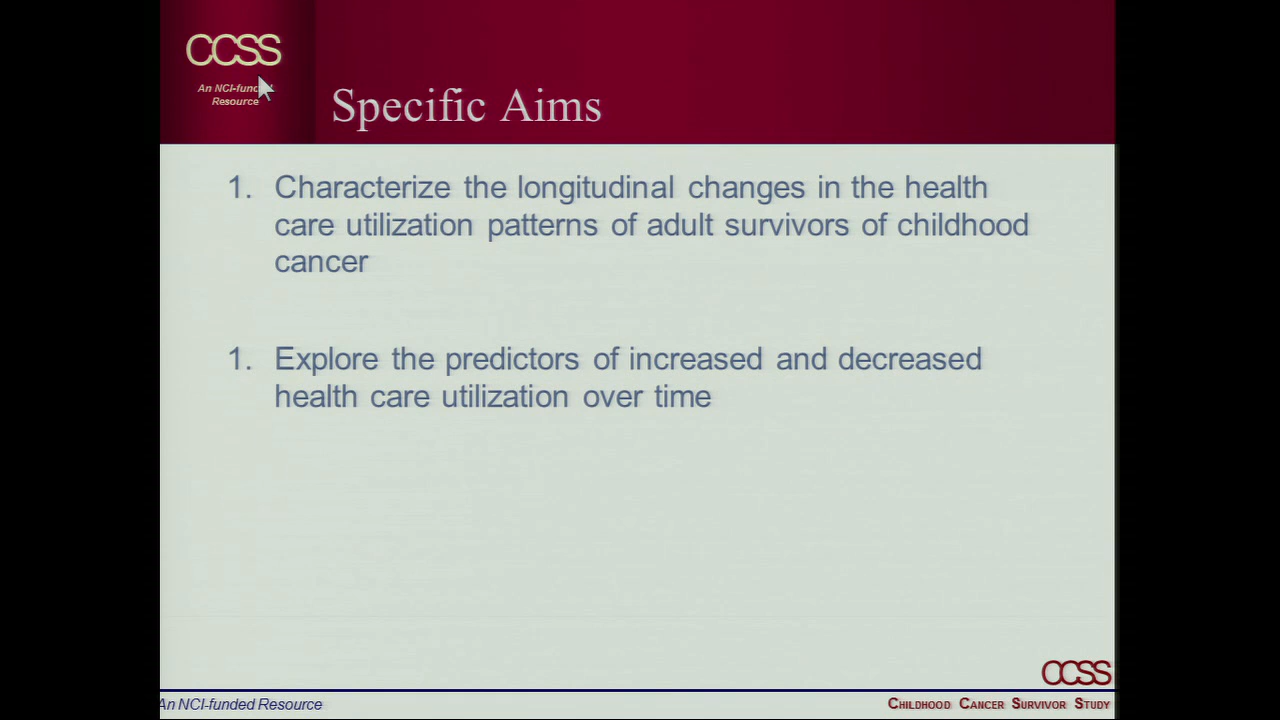 CCSS
An NCI-funded
Resource
Specific Aims
1. Characterize the longitudinal changes in the health
care utilization patterns of adult survivors of childhood
cancer
1. Explore the predictors of increased and decreased
health care utilization over time
CCSS
An NCI-funded Resource
CHILDHOOD CANCER SURVIVOR STUDY